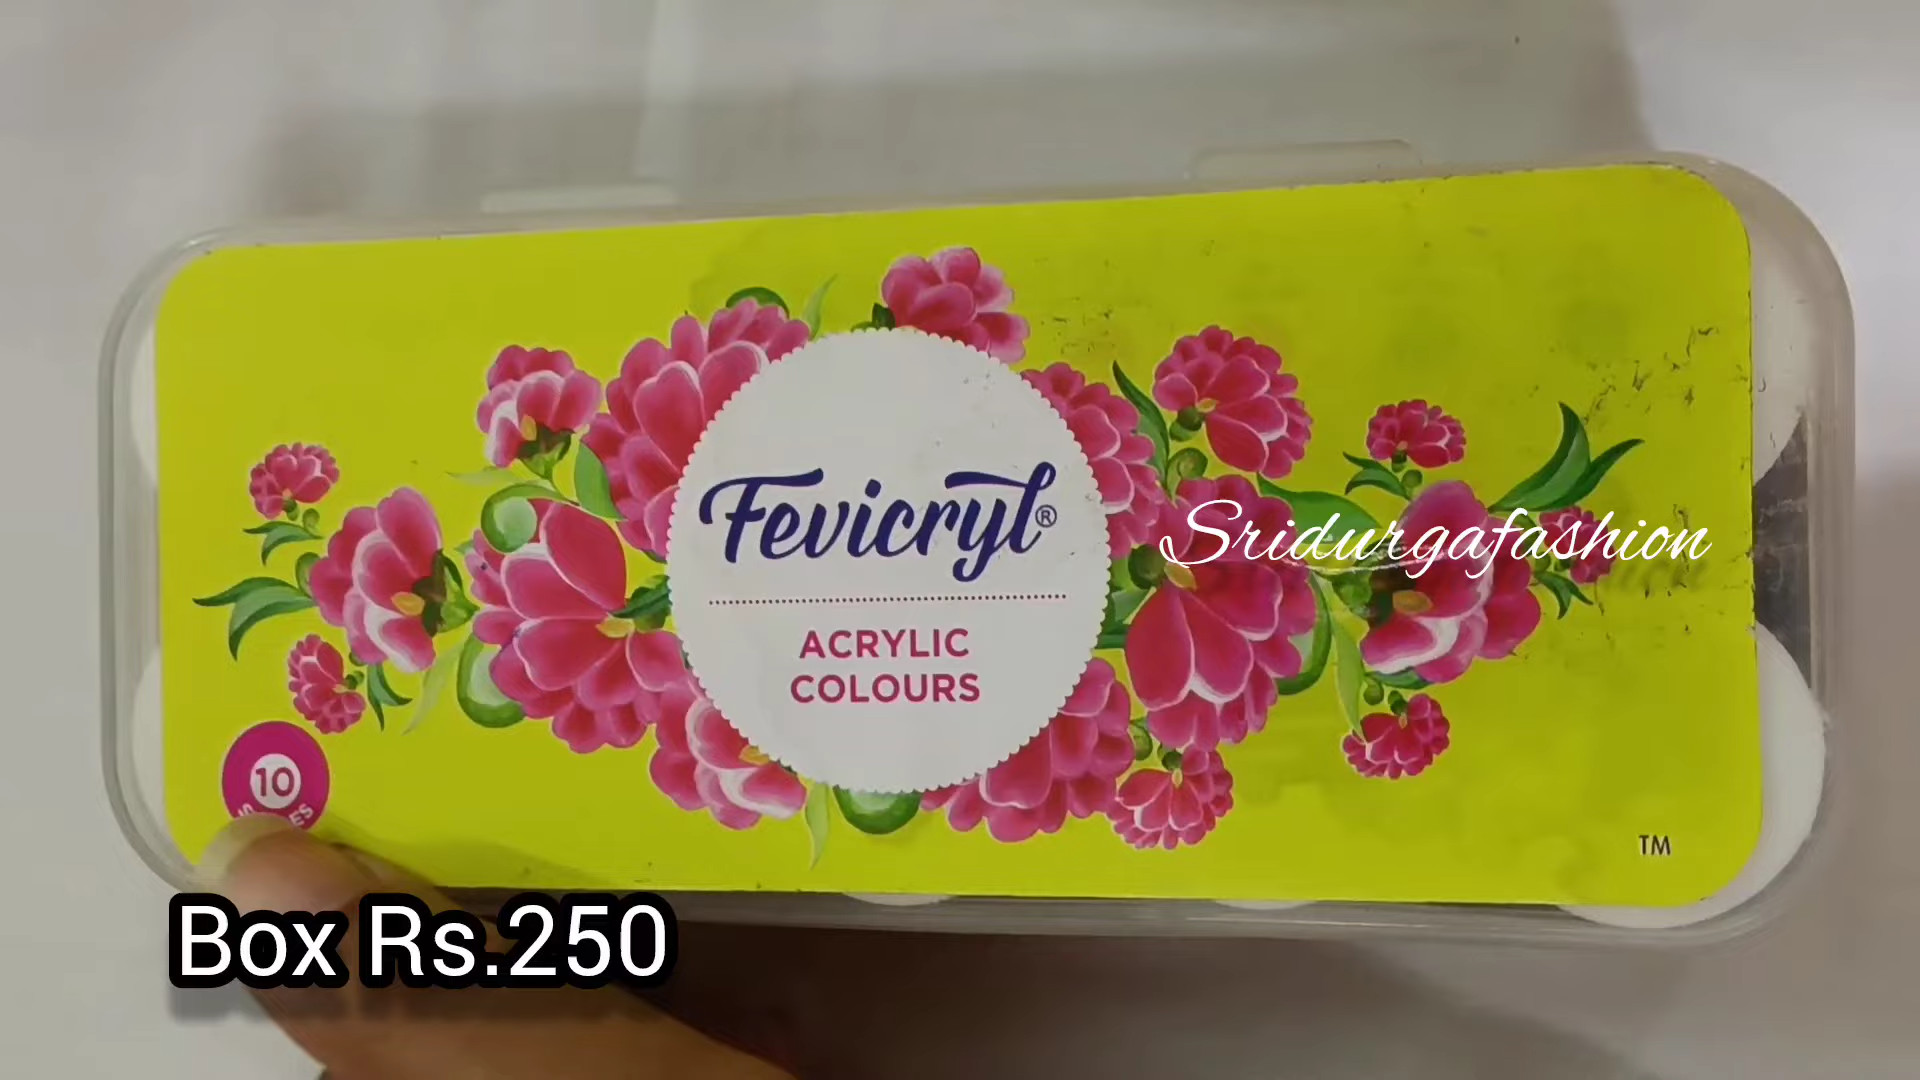 Fevicryl®
Sridurgafashion
ACRYLIC
COLOURS
10
TM
Box Rs.250